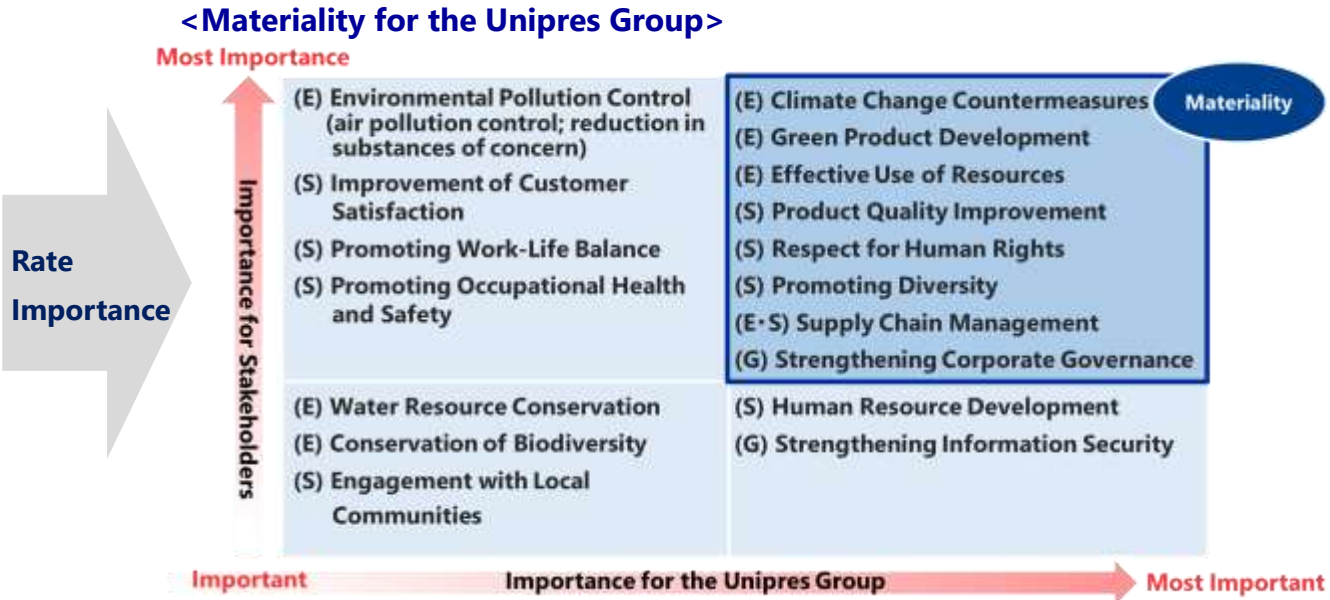 <Materiality for the Unipres Group>
Most Importance
Rate
Importance
Importance for Stakeholders
(E) Environmental Pollution Control
(air pollution control; reduction in
substances of concern)
(S) Improvement of Customer
Satisfaction
(S) Promoting Work-Life Balance
(S) Promoting Occupational Health
and Safety
(E) Climate Change Countermeasures
(E) Green Product Development
(E) Effective Use of Resources
(S) Product Quality Improvement
(S) Respect for Human Rights
(S) Promoting Diversity
(E・S) Supply Chain Management
(G) Strengthening Corporate Governance
Materiality
(E) Water Resource Conservation
(E) Conservation of Biodiversity
(S) Engagement with Local
Communities
(S) Human Resource Development
(G) Strengthening Information Security
Important
Importance for the Unipres Group
Most Important